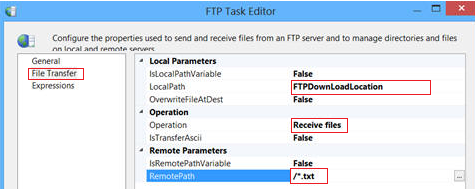 FTP Task Editor
Configure the properties used to send and receive files from an FTP server and to manage directories and files
on local and remote servers.
General
File Transfer
Expressions
Local Parameters
IsLocalPathVariable False
LocalPath FTPDownLoadLocation
OverwriteFileAtDest False
Operation
Operation Receive files
IsTransferAscii False
Remote Parameters
IsRemotePathVariable False
RemotePath /*.txt ...